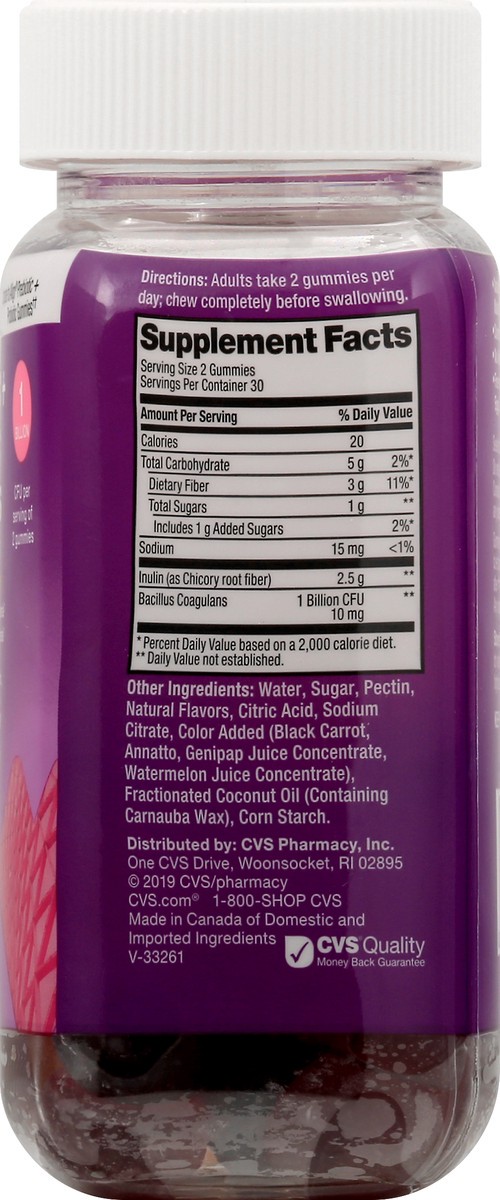 Prebiotic +
Probiotic Gummies††
1
BILLION
CFU per
serving of
2 gummies
Directions: Adults take 2 gummies per
day; chew completely before swallowing.
Supplement Facts
Serving Size 2 Gummies
Servings Per Container 30
Amount Per Serving % Daily Value
Calories 20
Total Carbohydrate 5 g 2%*
Dietary Fiber 3 g 11%*
Total Sugars 1 g **
Includes 1 g Added Sugars 2%*
Sodium 15 mg <1%
Inulin (as Chicory root fiber) 2.5 g **
Bacillus Coagulans 1 Billion CFU **
10 mg
* Percent Daily Value based on a 2,000 calorie diet.
** Daily Value not established.
Other Ingredients: Water, Sugar, Pectin,
Natural Flavors, Citric Acid, Sodium
Citrate, Color Added (Black Carrot,
Annatto, Genipap Juice Concentrate,
Watermelon Juice Concentrate),
Fractionated Coconut Oil (Containing
Carnauba Wax), Corn Starch.
Distributed by: CVS Pharmacy, Inc.
One CVS Drive, Woonsocket, RI 02895
© 2019 CVS/pharmacy
CVS.com® 1-800-SHOP CVS
Made in Canada of Domestic and
Imported Ingredients
V-33261
CVS Quality
Money Back Guarantee